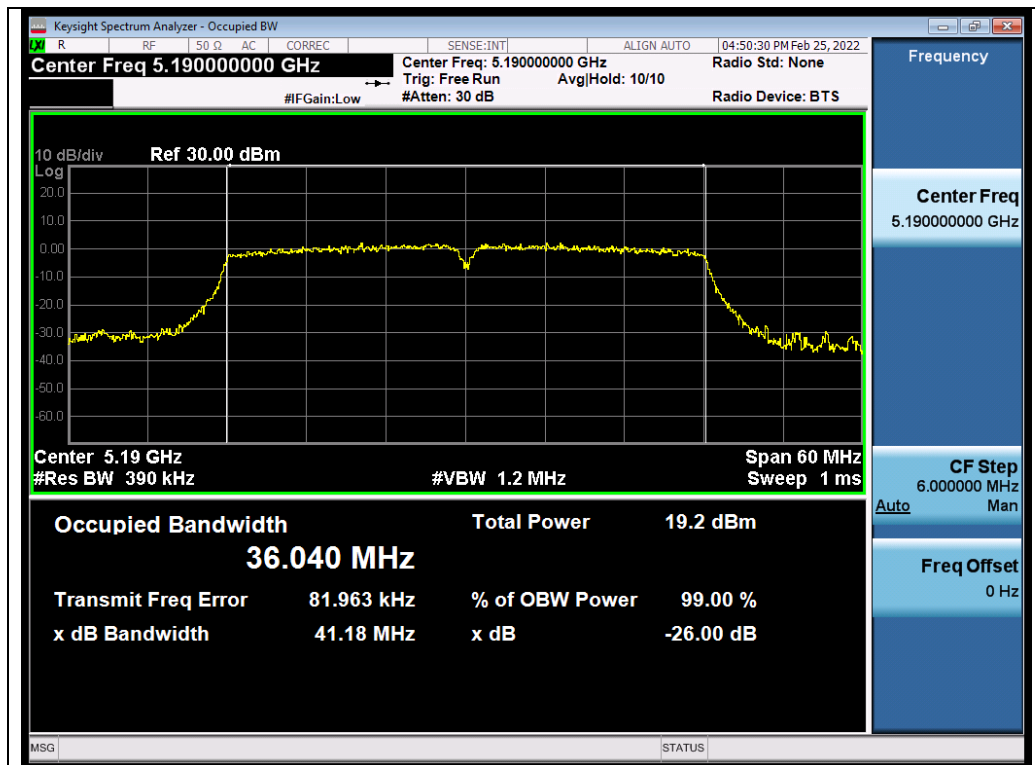 Keysight Spectrum Analyzer - Occupied BW
LXI R RF 50 Ω AC CORREC SENSE:INT ALIGN AUTO 04:50:30 PM Feb 25, 2022
Center Freq 5.190000000 GHz
Center Freq: 5.190000000 GHz Radio Std: None
Trig: Free Run Avg|Hold: 10/10
#IFGain:Low #Atten: 30 dB Radio Device: BTS
10 dB/div Ref 30.00 dBm
Log
20.0
10.0
0.00
-10.0
-20.0
-30.0
-40.0
-50.0
-60.0
Center 5.19 GHz Span 60 MHz
#Res BW 390 kHz #VBW 1.2 MHz Sweep 1 ms
Occupied Bandwidth Total Power 19.2 dBm
36.040 MHz
Transmit Freq Error 81.963 kHz % of OBW Power 99.00 %
x dB Bandwidth 41.18 MHz x dB -26.00 dB
MSG STATUS
Frequency
Center Freq
5.190000000 GHz
CF Step
6.000000 MHz
Auto Man
Freq Offset
0 Hz